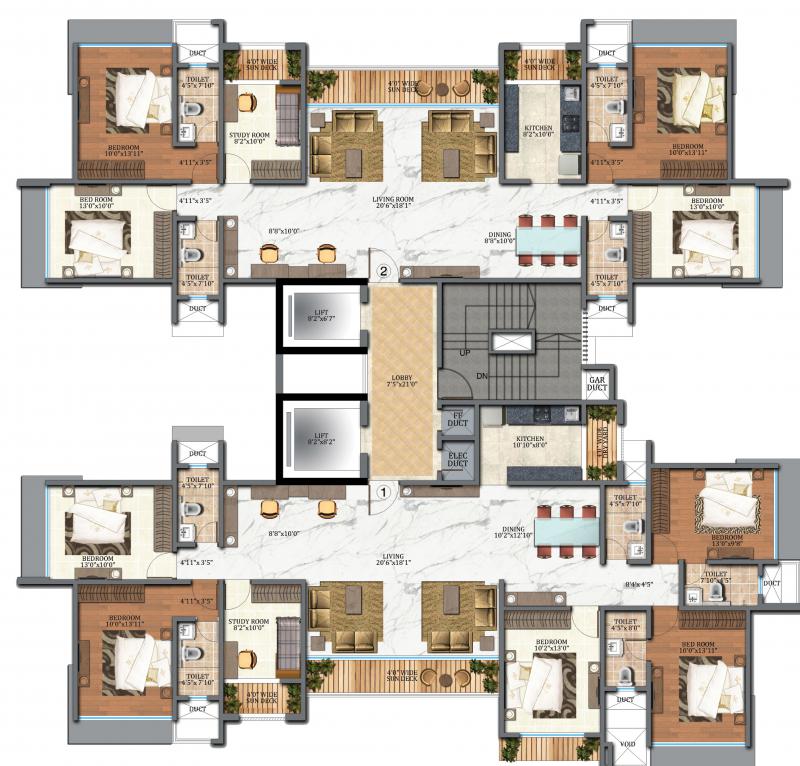 DUCT
4'0" WIDE
SUN DECK
4'0" WIDE
SUN DECK
4'0" WIDE
SUN DECK
DUCT
TOILET
4'5"x 7'10"
STUDY ROOM
8'2"x10'0"
KITCHEN
8'2"x10'0"
TOILET
4'5"x 7'10"
BEDROOM
10'0"x13'11"
4'11"x 3'5"
4'11"x 3'5"
BEDROOM
10'0"x13'11"
BED ROOM
13'0"x10'0"
4'11"x 3'5"
LIVING ROOM
20'6"x18'1"
4'11"x 3'5"
BEDROOM
13'0"x10'0"
8'8"x10'0"
DINING
8'8"x10'0"
TOILET
4'5"x 7'10"
2
TOILET
4'5"x 7'10"
DUCT
DUCT
LIFT
8'2"x6'7"
UP
LOBBY
7'5"x21'0"
DN
GAR
DUCT
FF
DUCT
LIFT
8'2"x8'2"
KITCHEN
10'10"x8'0"
WIDE
DRY YARD
DUCT
ELEC
DUCT
TOILET
4'5"x 7'10"
1
TOILET
4'5"x 7'10"
8'8"x10'0"
DINING
10'2"x12'10"
BEDROOM
13'0"x10'0"
4'11"x 3'5"
LIVING
20'6"x18'1"
BEDROOM
13'0"x9'8"
8'4"x 4'5"
TOILET
7'10"x4'5"
DUCT
BEDROOM
10'0"x13'11"
4'11"x 3'5"
STUDY ROOM
8'2"x10'0"
TOILET
4'5"x 7'10"
BEDROOM
10'2"x13'0"
TOILET
4'5"x 8'0"
BED ROOM
10'0"x13'11"
4'0" WIDE
SUN DECK
4'0" WIDE
SUN DECK
DUCT
DUCT
VOID